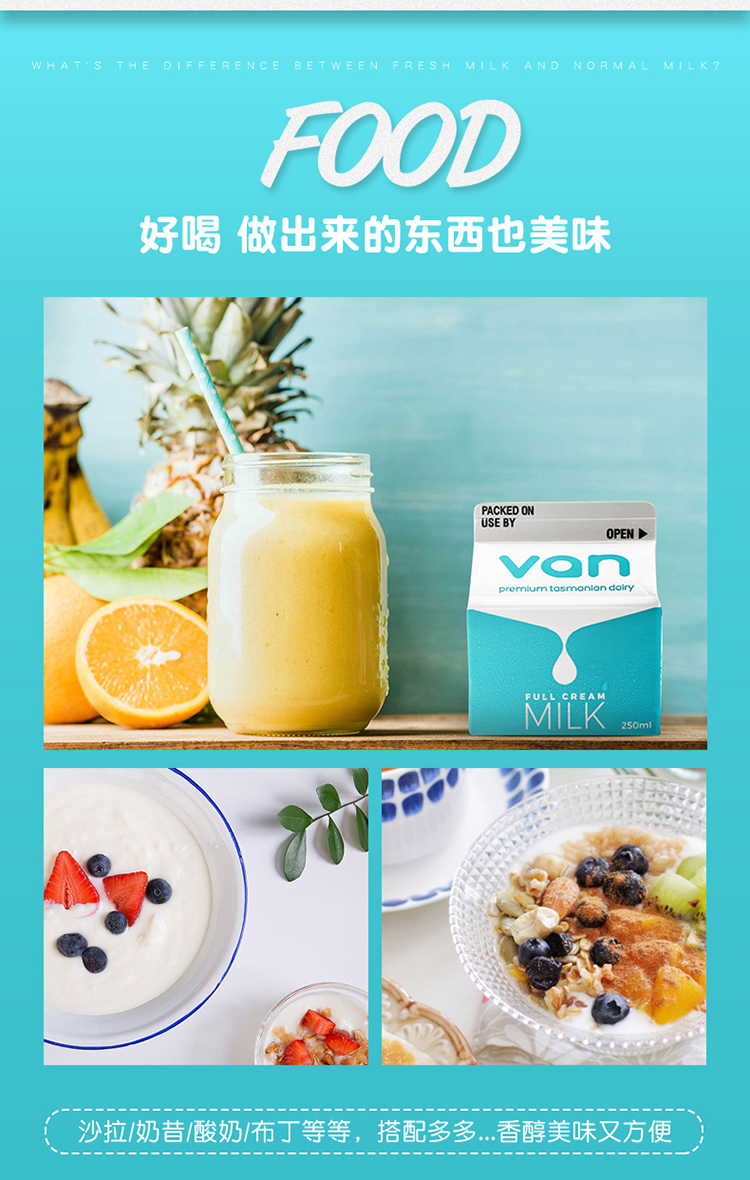 WHAT'S THE DIFFERENCE BETWEEN FRESH MILK AND NORMAL MILK?
FOOD
好喝 做出来的东西也美味
PACKED ON
USE BY
OPEN ▶
van
premium tasmanian dairy
FULL CREAM
MILK
250ml
沙拉/奶昔/酸奶/布丁等等，搭配多多...香醇美味又方便